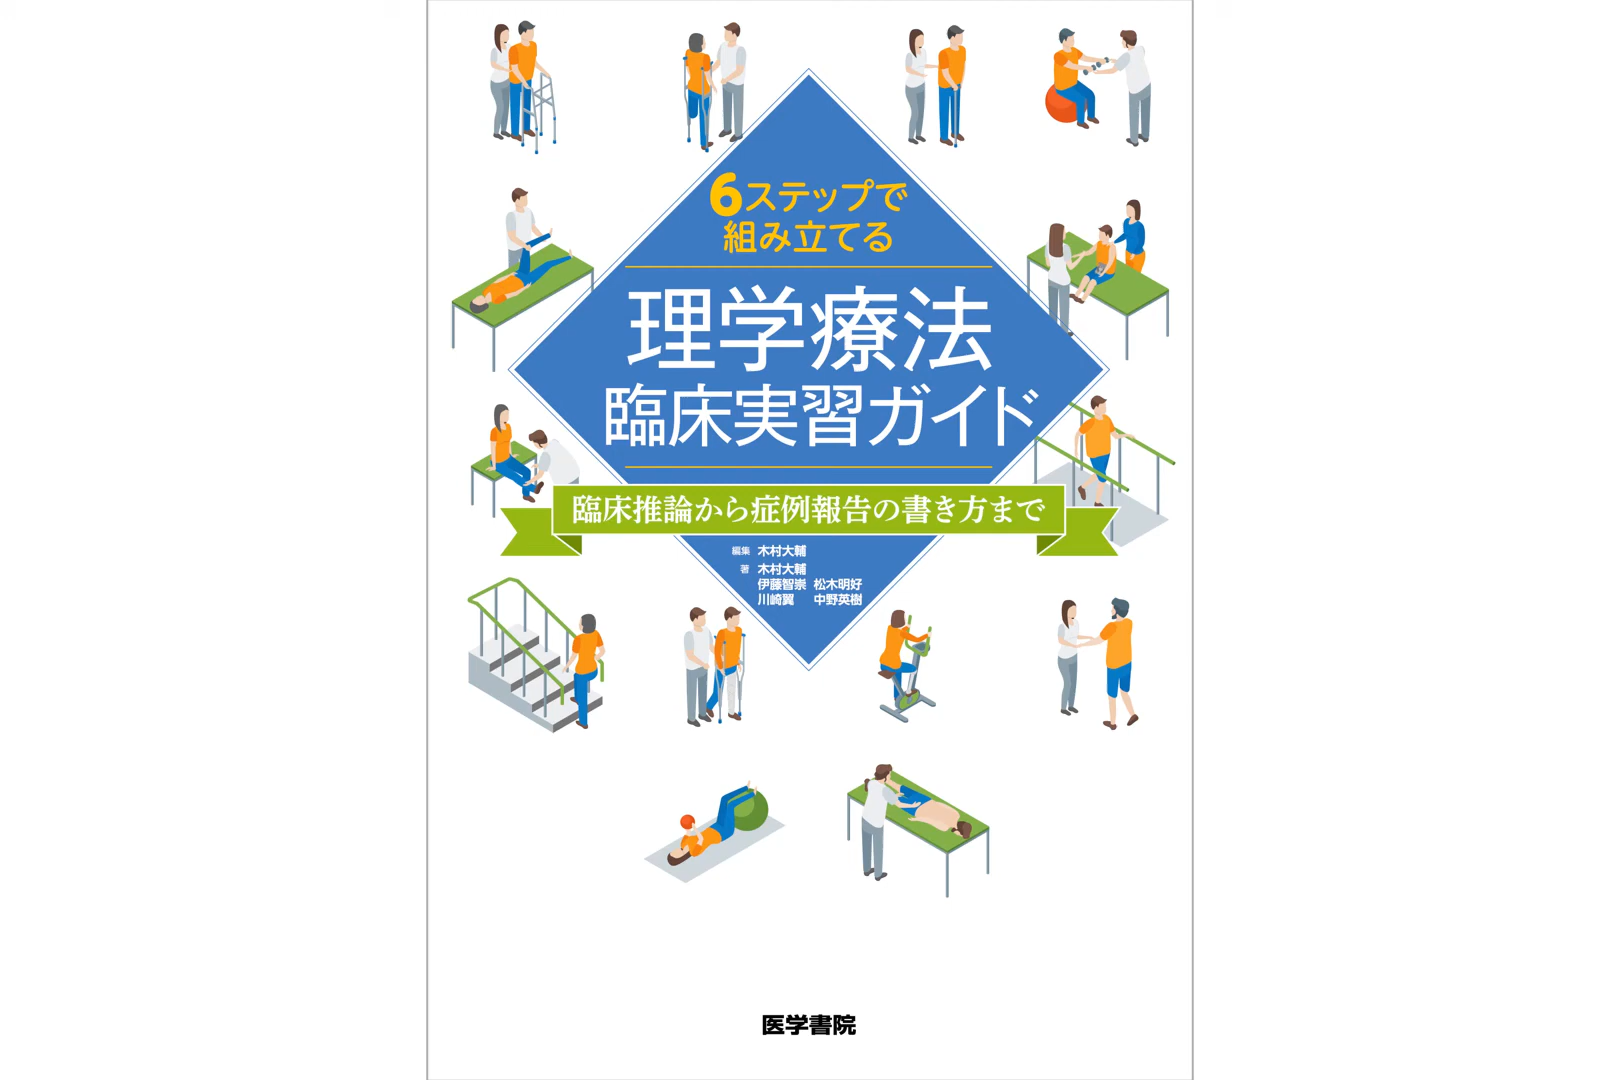 6ステップで
組み立てる
理学療法
臨床実習ガイド
臨床推論から症例報告の書き方まで
編集 木村大輔
著 木村大輔
伊藤智崇 松木明好
川崎翼 中野英樹
医学書院